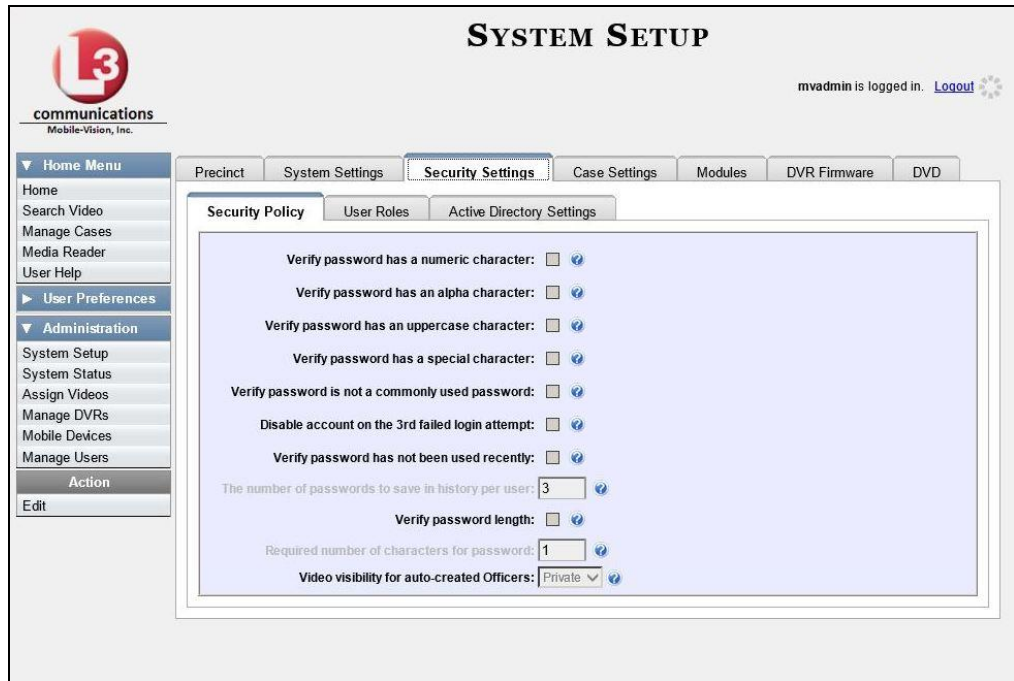 SYSTEM SETUP
L3
communications
Mobile-Vision, Inc.
mvadmin is logged in. Logout
▼ Home Menu
Home
Search Video
Manage Cases
Media Reader
User Help
► User Preferences
▼ Administration
System Setup
System Status
Assign Videos
Manage DVRs
Mobile Devices
Manage Users
Action
Edit
Precinct System Settings Security Settings Case Settings Modules DVR Firmware DVD
Security Policy User Roles Active Directory Settings
Verify password has a numeric character: ?
Verify password has an alpha character: ?
Verify password has an uppercase character: ?
Verify password has a special character: ?
Verify password is not a commonly used password: ?
Disable account on the 3rd failed login attempt: ?
Verify password has not been used recently: ?
The number of passwords to save in history per user: 3 ?
Verify password length: ?
Required number of characters for password: 1 ?
Video visibility for auto-created Officers: Private ?